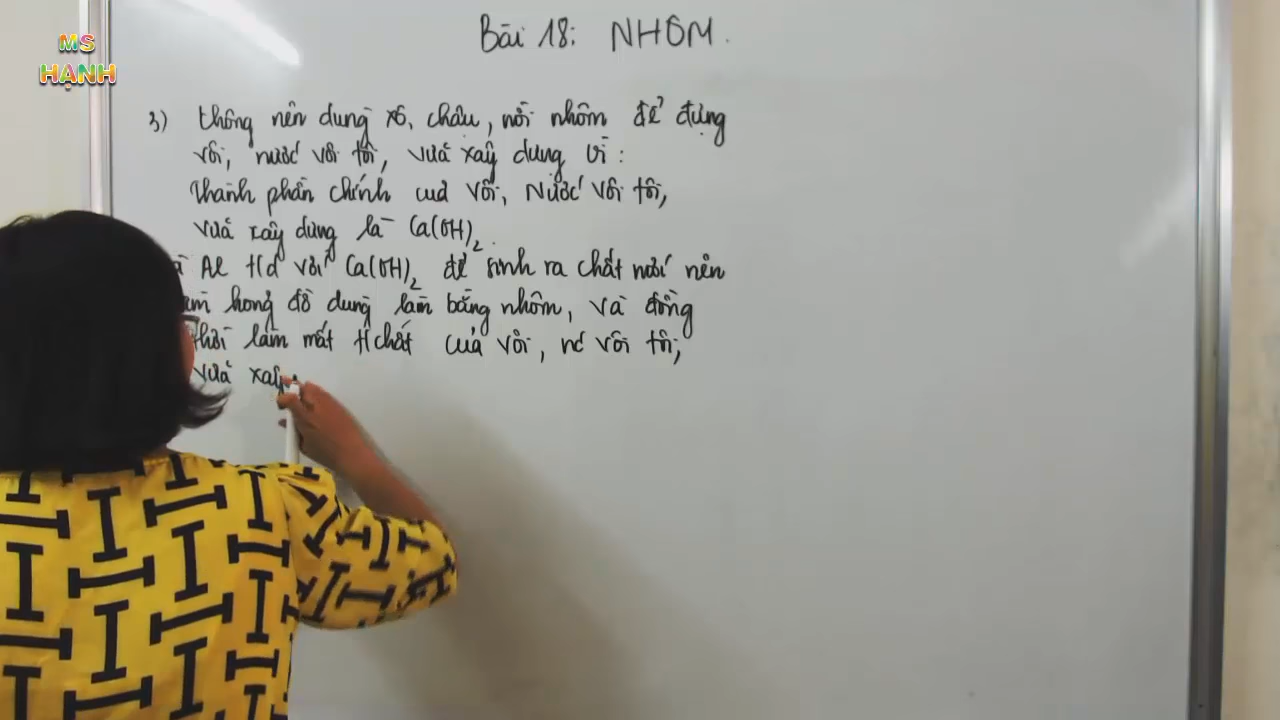 MS
HẠNH
Bài 18: NHÔM.
3) Không nên dùng xô, chậu, nồi nhôm để đựng
vôi, nước vôi tôi, vữa xây dựng vì:
Thành phần chính của vôi, Nước vôi tôi,
vữa xây dựng là Ca(OH)2.
Al t/d với Ca(OH)2 để sinh ra chất mới nên
hỏng đồ dùng làm bằng nhôm, và đồng
thời làm mất t/chất của vôi, nc vôi tôi,
vữa xây